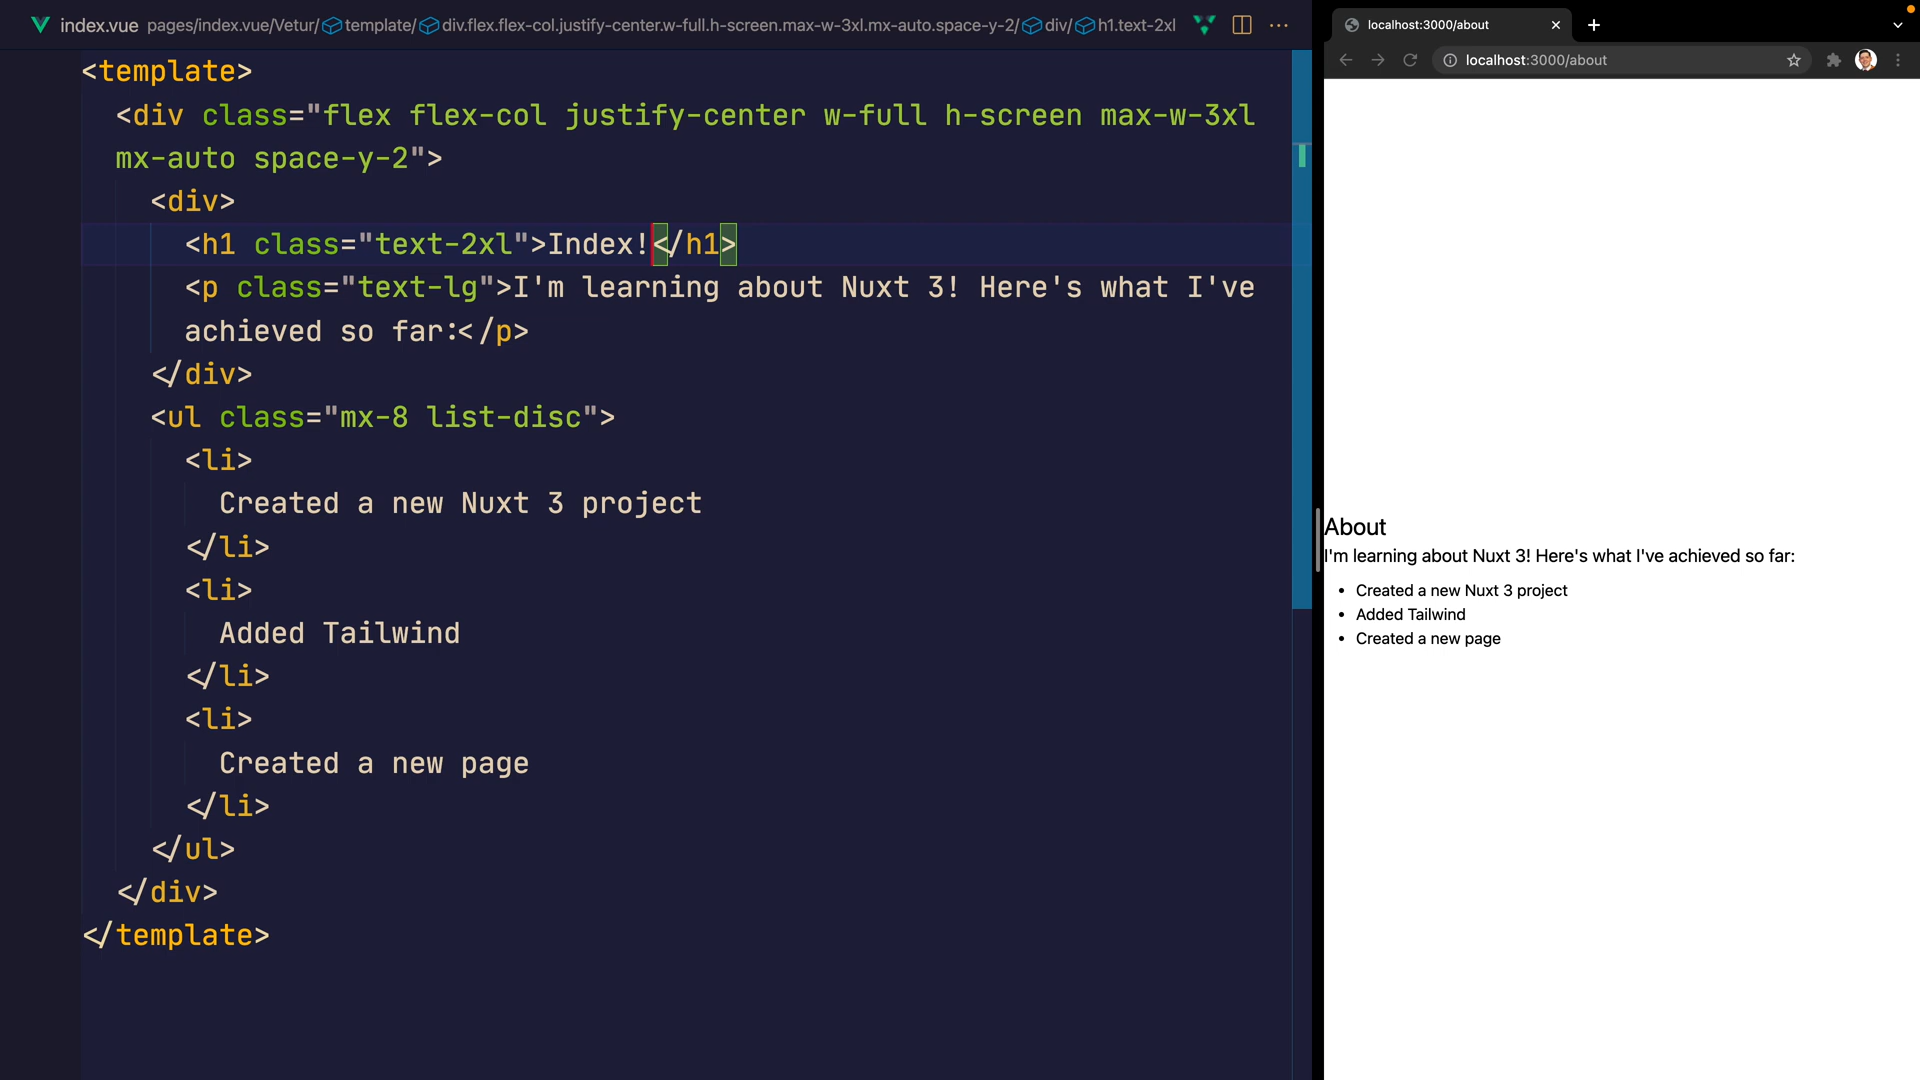 index.vue pages/index.vue/Vetur/template/div.flex.flex-col.justify-center.w-full.h-screen.max-w-3xl.mx-auto.space-y-2/div/h1.text-2xl
<template>
<div class="flex flex-col justify-center w-full h-screen max-w-3xl
mx-auto space-y-2">
<div>
<h1 class="text-2xl">Index!</h1>
<p class="text-lg">I'm learning about Nuxt 3! Here's what I've
achieved so far:</p>
</div>
<ul class="mx-8 list-disc">
<li>
Created a new Nuxt 3 project
</li>
<li>
Added Tailwind
</li>
<li>
Created a new page
</li>
</ul>
</div>
</template>
localhost:3000/about
localhost:3000/about
About
I'm learning about Nuxt 3! Here's what I've achieved so far:
• Created a new Nuxt 3 project
• Added Tailwind
• Created a new page